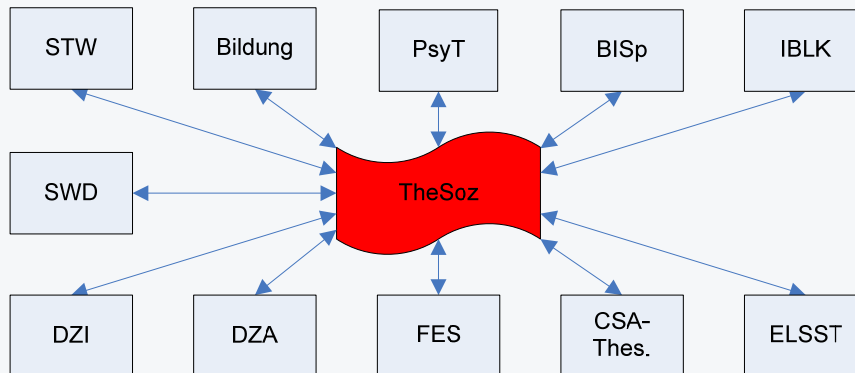 STW
Bildung
PsyT
BISp
IBLK
SWD
TheSoz
DZI
DZA
FES
CSA-
Thes.
ELSST